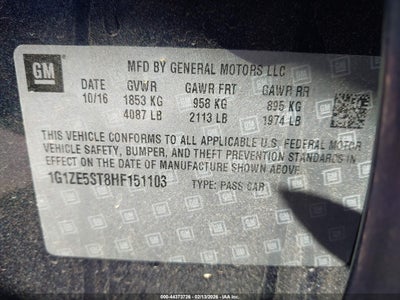 GM
MFD BY GENERAL MOTORS LLC
DATE GVWR GAWR FRT GAWR RR
10/16 1853 KG 958 KG 895 KG
4087 LB 2113 LB 1974 LB
THIS VEHICLE CONFORMS TO ALL APPLICABLE U.S. FEDERAL MOTOR
VEHICLE SAFETY, BUMPER, AND THEFT PREVENTION STANDARDS
IN EFFECT ON THE DATE OF MANUFACTURE SHOWN ABOVE.
1G1ZE5ST8HF151103 TYPE: PASS CAR
000-44373726 - 02/13/2026 - IAA Inc.